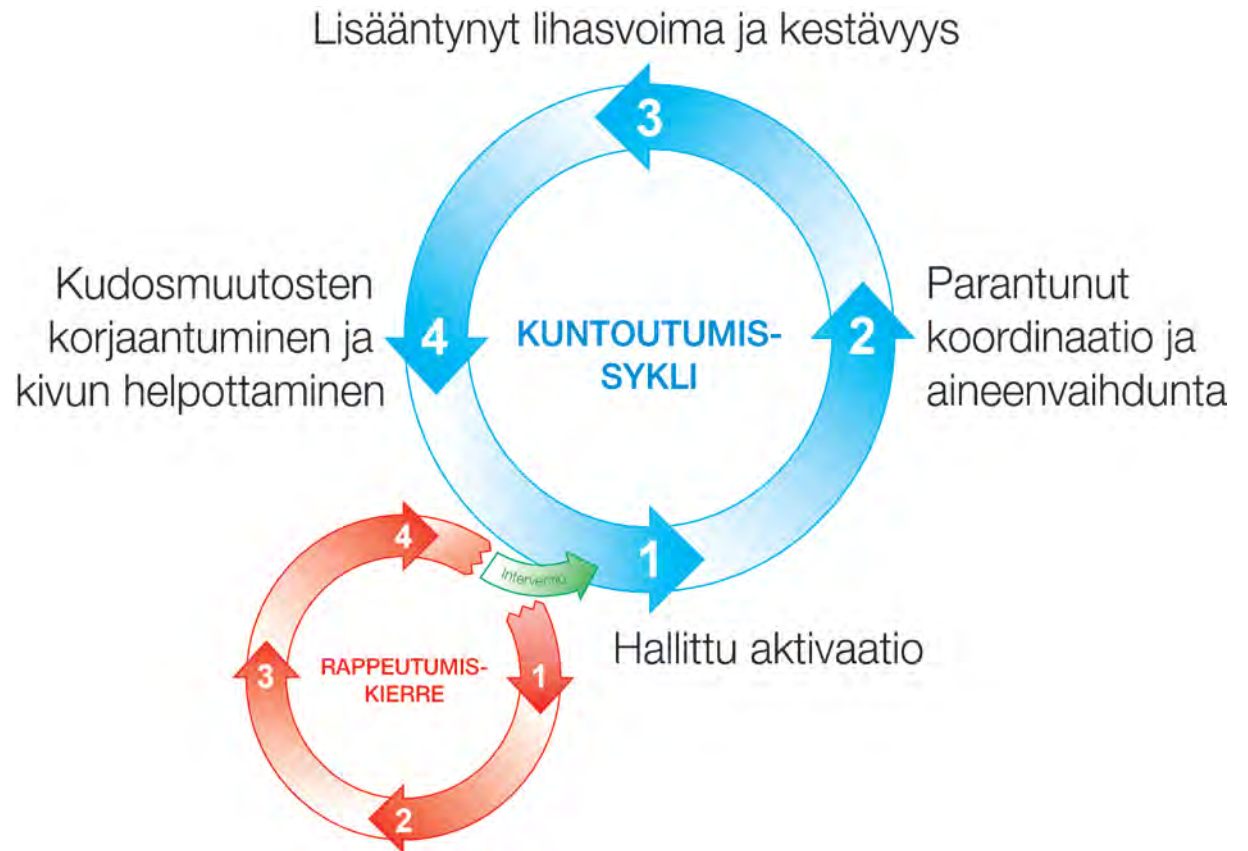 Lisääntynyt lihasvoima ja kestävyys
3
Kudosmuutosten
korjaantuminen ja
kivun helpottaminen
4
KUNTOUTUMIS-
SYKLI
2
Parantunut
koordinaatio ja
aineenvaihdunta
1
Hallittu aktivaatio
4
Interventio
3
RAPPEUTUMIS-
KIERRE
1
2